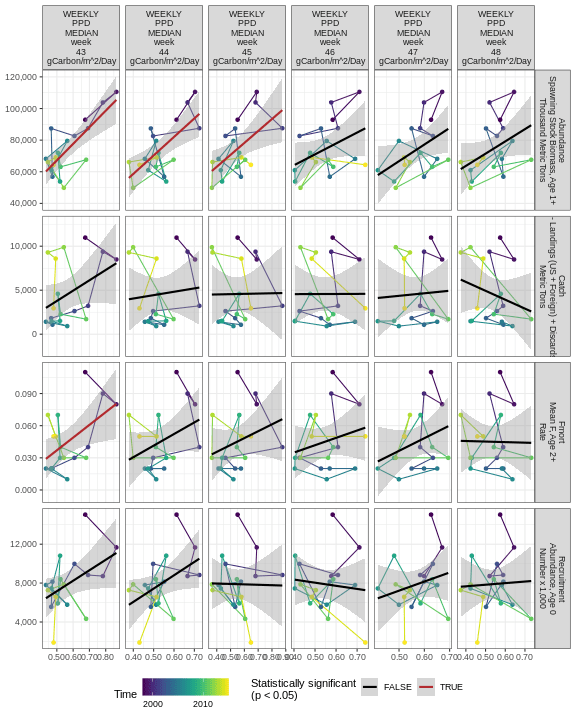 WEEKLY PPD MEDIAN week 43 gCarbon/m^2/Day
WEEKLY PPD MEDIAN week 44 gCarbon/m^2/Day
WEEKLY PPD MEDIAN week 45 gCarbon/m^2/Day
WEEKLY PPD MEDIAN week 46 gCarbon/m^2/Day
WEEKLY PPD MEDIAN week 47 gCarbon/m^2/Day
WEEKLY PPD MEDIAN week 48 gCarbon/m^2/Day
120,000
100,000
80,000
60,000
40,000
Abundance
Spawning Stock Biomass, Age 1+
Thousand Metric Tons
10,000
5,000
0
Catch
- Landings (US + Foreign) + Discards
Metric Tons
0.090
0.060
0.030
0.000
Fmort
Mean F, Age 2+
Rate
12,000
8,000
4,000
Recruitment
Abundance, Age 0
Number x 1,000
0.500 0.60 0.70 0.80
0.40 0.50 0.60 0.70
0.40 0.50 0.60 0.70 0.80
0.40 0.50 0.60 0.70
0.50 0.60 0.70
0.40 0.50 0.60 0.70
Time
2000 2010
Statistically significant
(p < 0.05)
FALSE
TRUE